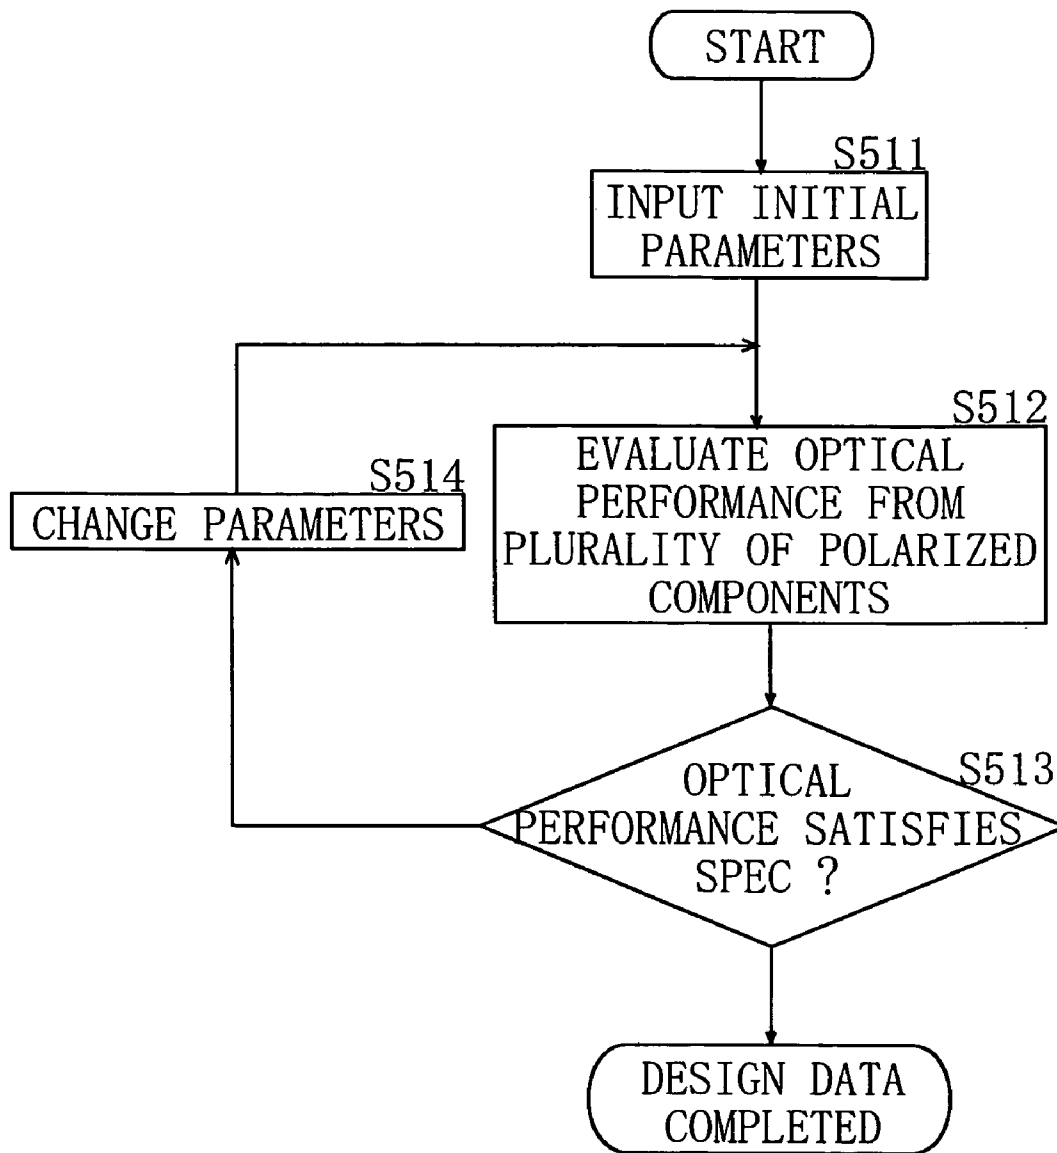 START
S511
INPUT INITIAL
PARAMETERS
S512
EVALUATE OPTICAL
PERFORMANCE FROM
PLURALITY OF POLARIZED
COMPONENTS
S514
CHANGE PARAMETERS
S513
OPTICAL
PERFORMANCE SATISFIES
SPEC ?
DESIGN DATA
COMPLETED